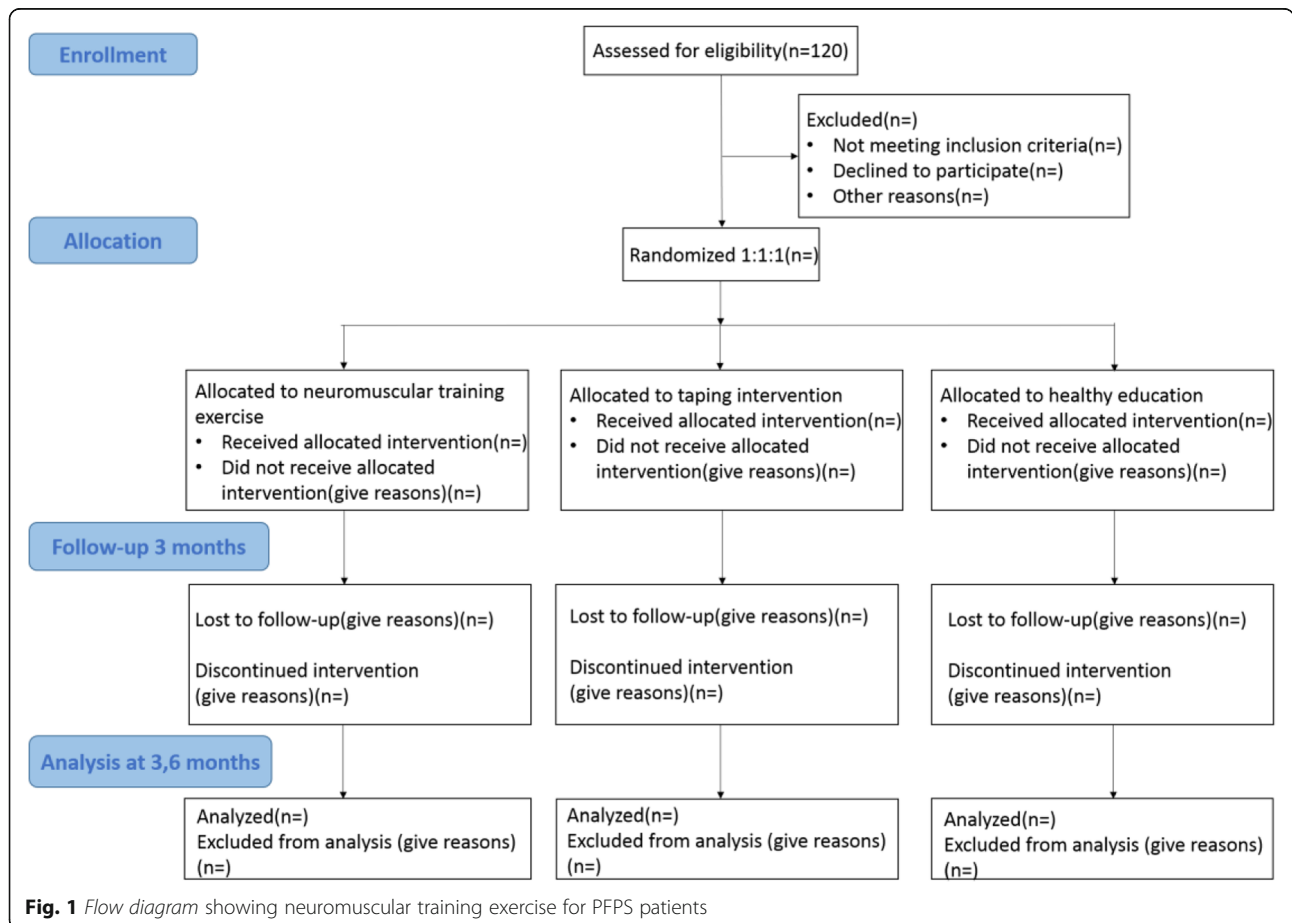 Enrollment
Assessed for eligibility(n=120)
Excluded(n=)
• Not meeting inclusion criteria(n=)
• Declined to participate(n=)
• Other reasons(n=)
Allocation
Randomized 1:1:1(n=)
Allocated to neuromuscular training
exercise
• Received allocated intervention(n=)
• Did not receive allocated
intervention(give reasons)(n=)
Allocated to taping intervention
• Received allocated intervention(n=)
• Did not receive allocated
intervention(give reasons)(n=)
Allocated to healthy education
• Received allocated intervention(n=)
• Did not receive allocated
intervention(give reasons)(n=)
Follow-up 3 months
Lost to follow-up(give reasons)(n=)
Discontinued intervention
(give reasons)(n=)
Lost to follow-up(give reasons)(n=)
Discontinued intervention
(give reasons)(n=)
Lost to follow-up(give reasons)(n=)
Discontinued intervention
(give reasons)(n=)
Analysis at 3,6 months
Analyzed(n=)
Excluded from analysis (give reasons)
(n=)
Analyzed(n=)
Excluded from analysis (give reasons)
(n=)
Analyzed(n=)
Excluded from analysis (give reasons)
(n=)
Fig. 1 Flow diagram showing neuromuscular training exercise for PFPS patients